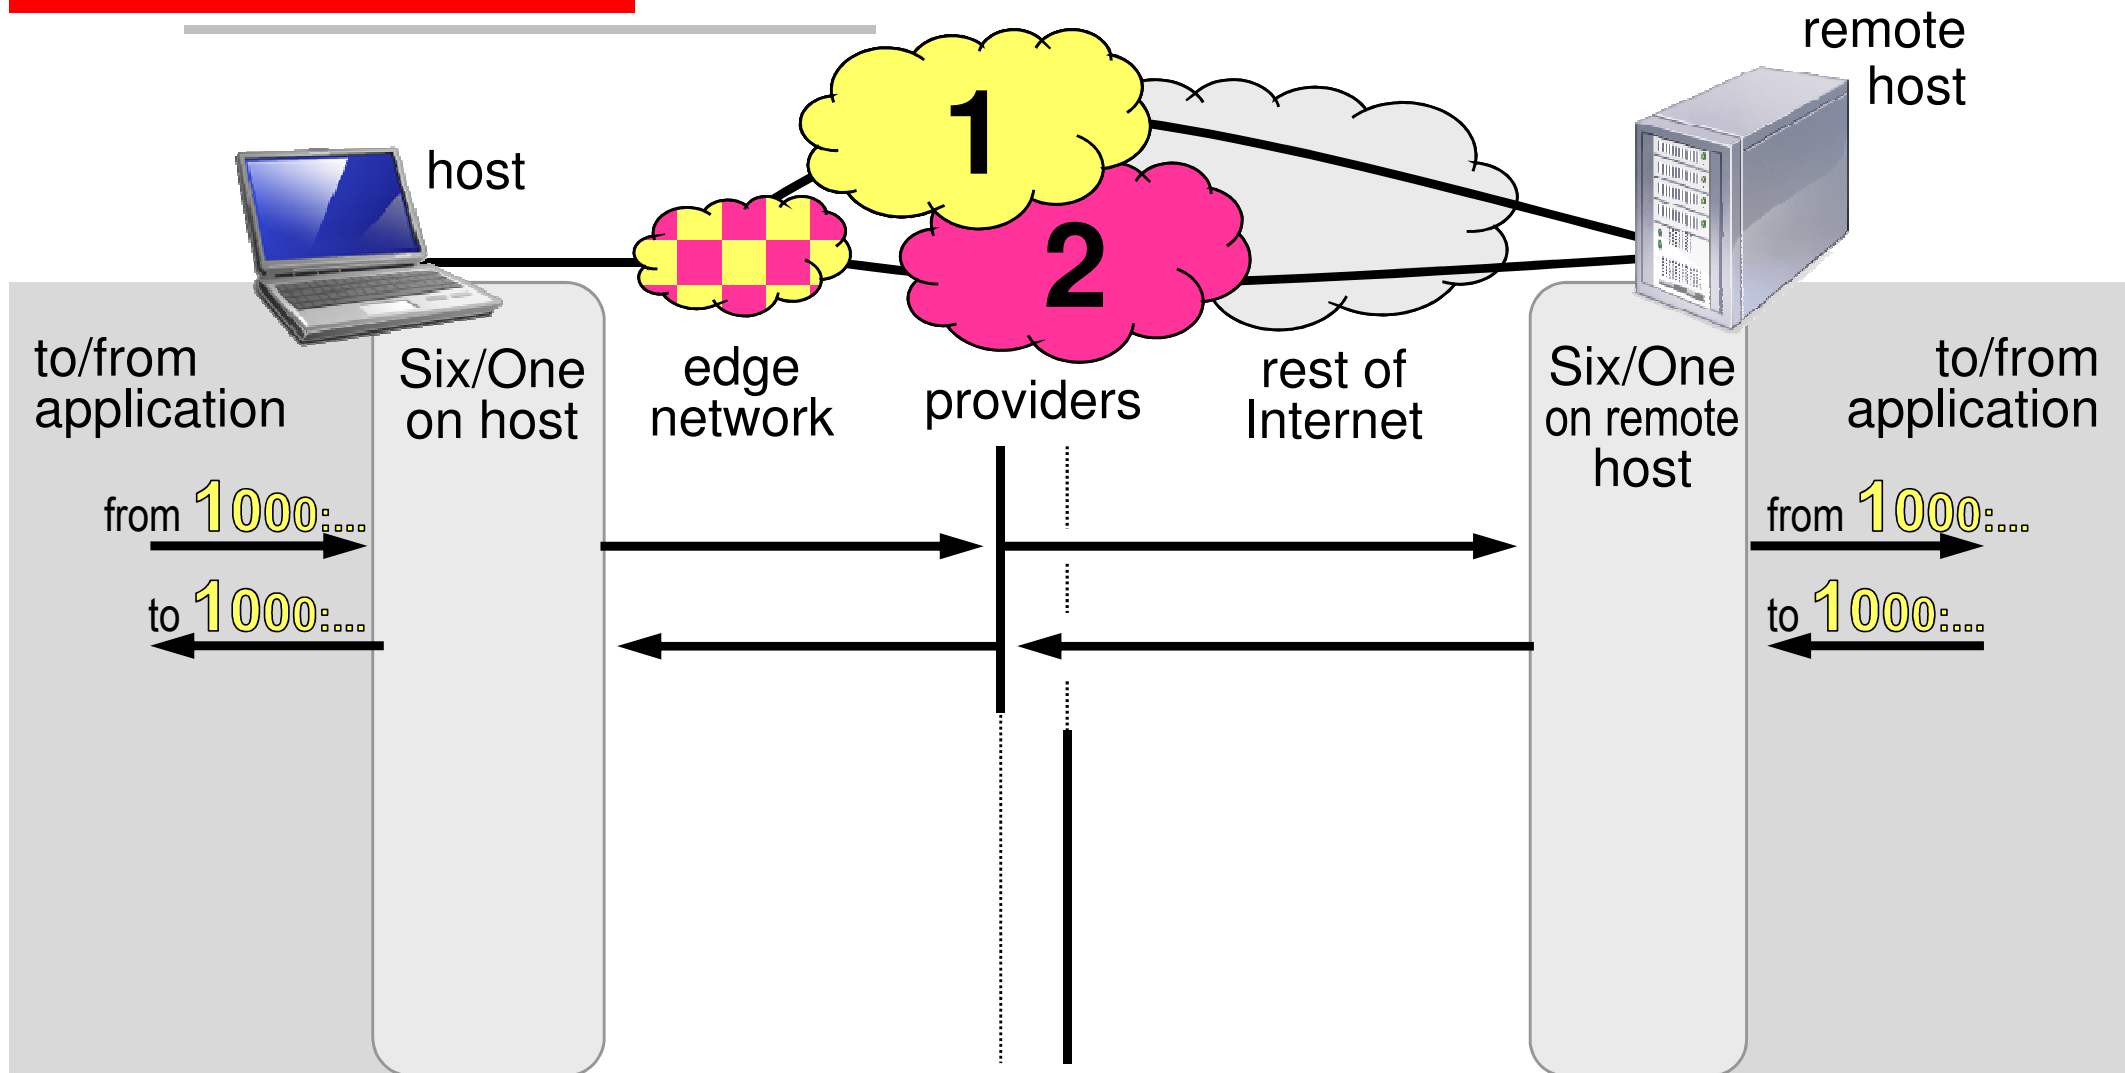 remote
host
host
1
2
to/from
application
Six/One
on host
edge
network
providers
rest of
Internet
Six/One
on remote
host
to/from
application
from 1000:...
from 1000:...
to 1000:...
to 1000:...